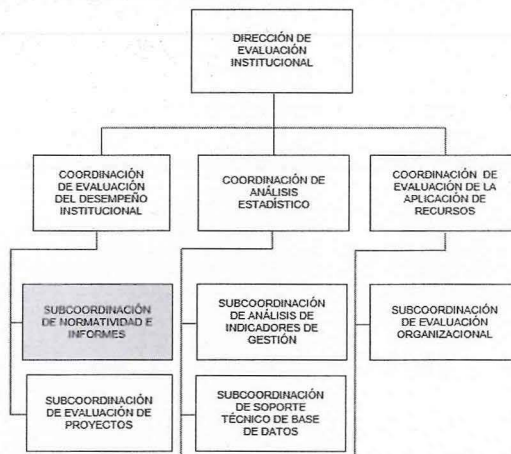 DIRECCIÓN DE
EVALUACIÓN
INSTITUCIONAL
COORDINACIÓN
DE EVALUACIÓN
DEL DESEMPEÑO
INSTITUCIONAL
COORDINACIÓN DE
ANÁLISIS
ESTADÍSTICO
COORDINACIÓN DE
EVALUACIÓN DE LA
APLICACIÓN DE
RECURSOS
SUBCOORDINACIÓN
DE NORMATIVIDAD E
INFORMES
SUBCOORDINACIÓN
DE ANÁLISIS DE
INDICADORES DE
GESTIÓN
SUBCOORDINACIÓN
DE EVALUACIÓN
ORGANIZACIONAL
SUBCOORDINACIÓN
DE EVALUACIÓN DE
PROYECTOS
SUBCOORDINACIÓN
DE SOPORTE
TÉCNICO DE BASE
DE DATOS